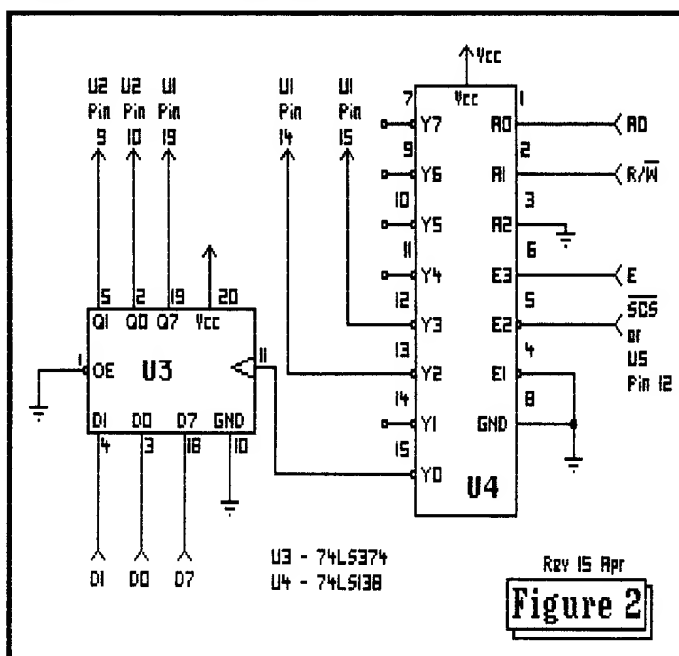 U2 U2 U1 U1 U1
Pin Pin Pin Pin Pin
9 10 19 14 15
Vcc
7 Vcc 1
Y7 A0 A0
9 2
Y6 A1 R/W̅
10 3
Y5 A2
11 6
Y4 E3 E
12 5
Y3 E2 S̅C̅S̅
or
U5
Pin 12
13 4
Y2 E1
14 8
Y1 GND
15
Y0
U4
5 2 19 20
Q1 Q0 Q7 Vcc
1 OE U3 11
D1 D0 D7 GND
4 3 18 10
D1 D0 D7
U3 - 74LS374
U4 - 74LS138
Rev 15 Apr
Figure 2